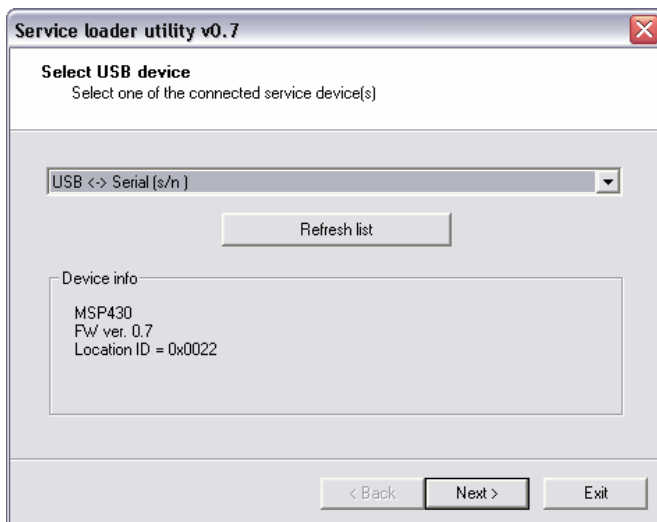 Service loader utility v0.7
Select USB device
Select one of the connected service device(s)
USB <-> Serial (s/n )
Refresh list
Device info
MSP430
FW ver. 0.7
Location ID = 0x0022
< Back
Next >
Exit